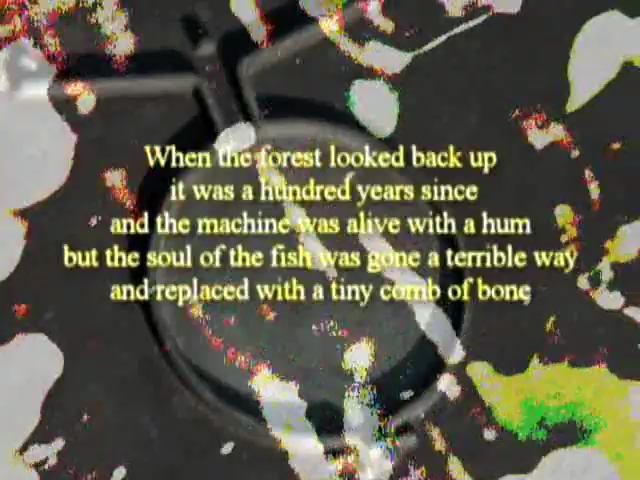 When the forest looked back up
it was a hundred years since
and the machine was alive with a hum
but the soul of the fish was gone a terrible way
and replaced with a tiny comb of bone